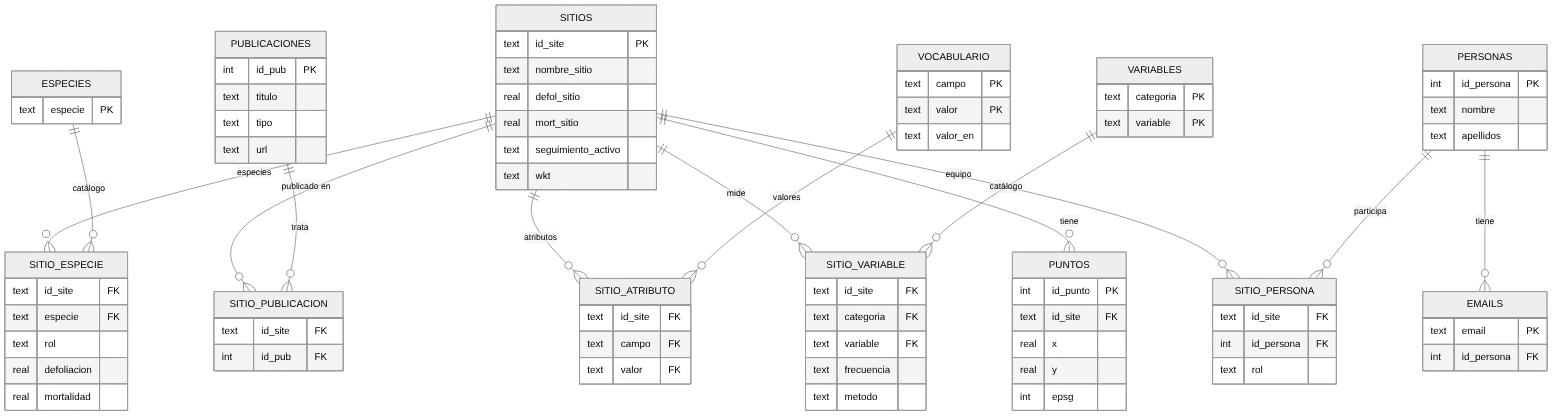 SITIOS
text id_site PK
text nombre_sitio
real defol_sitio
real mort_sitio
text seguimiento_activo
text wkt
PUBLICACIONES
int id_pub PK
text titulo
text tipo
text url
ESPECIES
text especie PK
VOCABULARIO
text campo PK
text valor PK
text valor_en
VARIABLES
text categoria PK
text variable PK
PERSONAS
int id_persona PK
text nombre
text apellidos
catálogo
especies
publicado en
trata
atributos
mide
valores
equipo
catálogo
tiene
participa
tiene
SITIO_ESPECIE
text id_site FK
text especie FK
text rol
real defoliacion
real mortalidad
SITIO_PUBLICACION
text id_site FK
int id_pub FK
SITIO_ATRIBUTO
text id_site FK
text campo FK
text valor FK
SITIO_VARIABLE
text id_site FK
text categoria FK
text variable FK
text frecuencia
text metodo
PUNTOS
int id_punto PK
text id_site FK
real x
real y
int epsg
SITIO_PERSONA
text id_site FK
int id_persona FK
text rol
EMAILS
text email PK
int id_persona FK